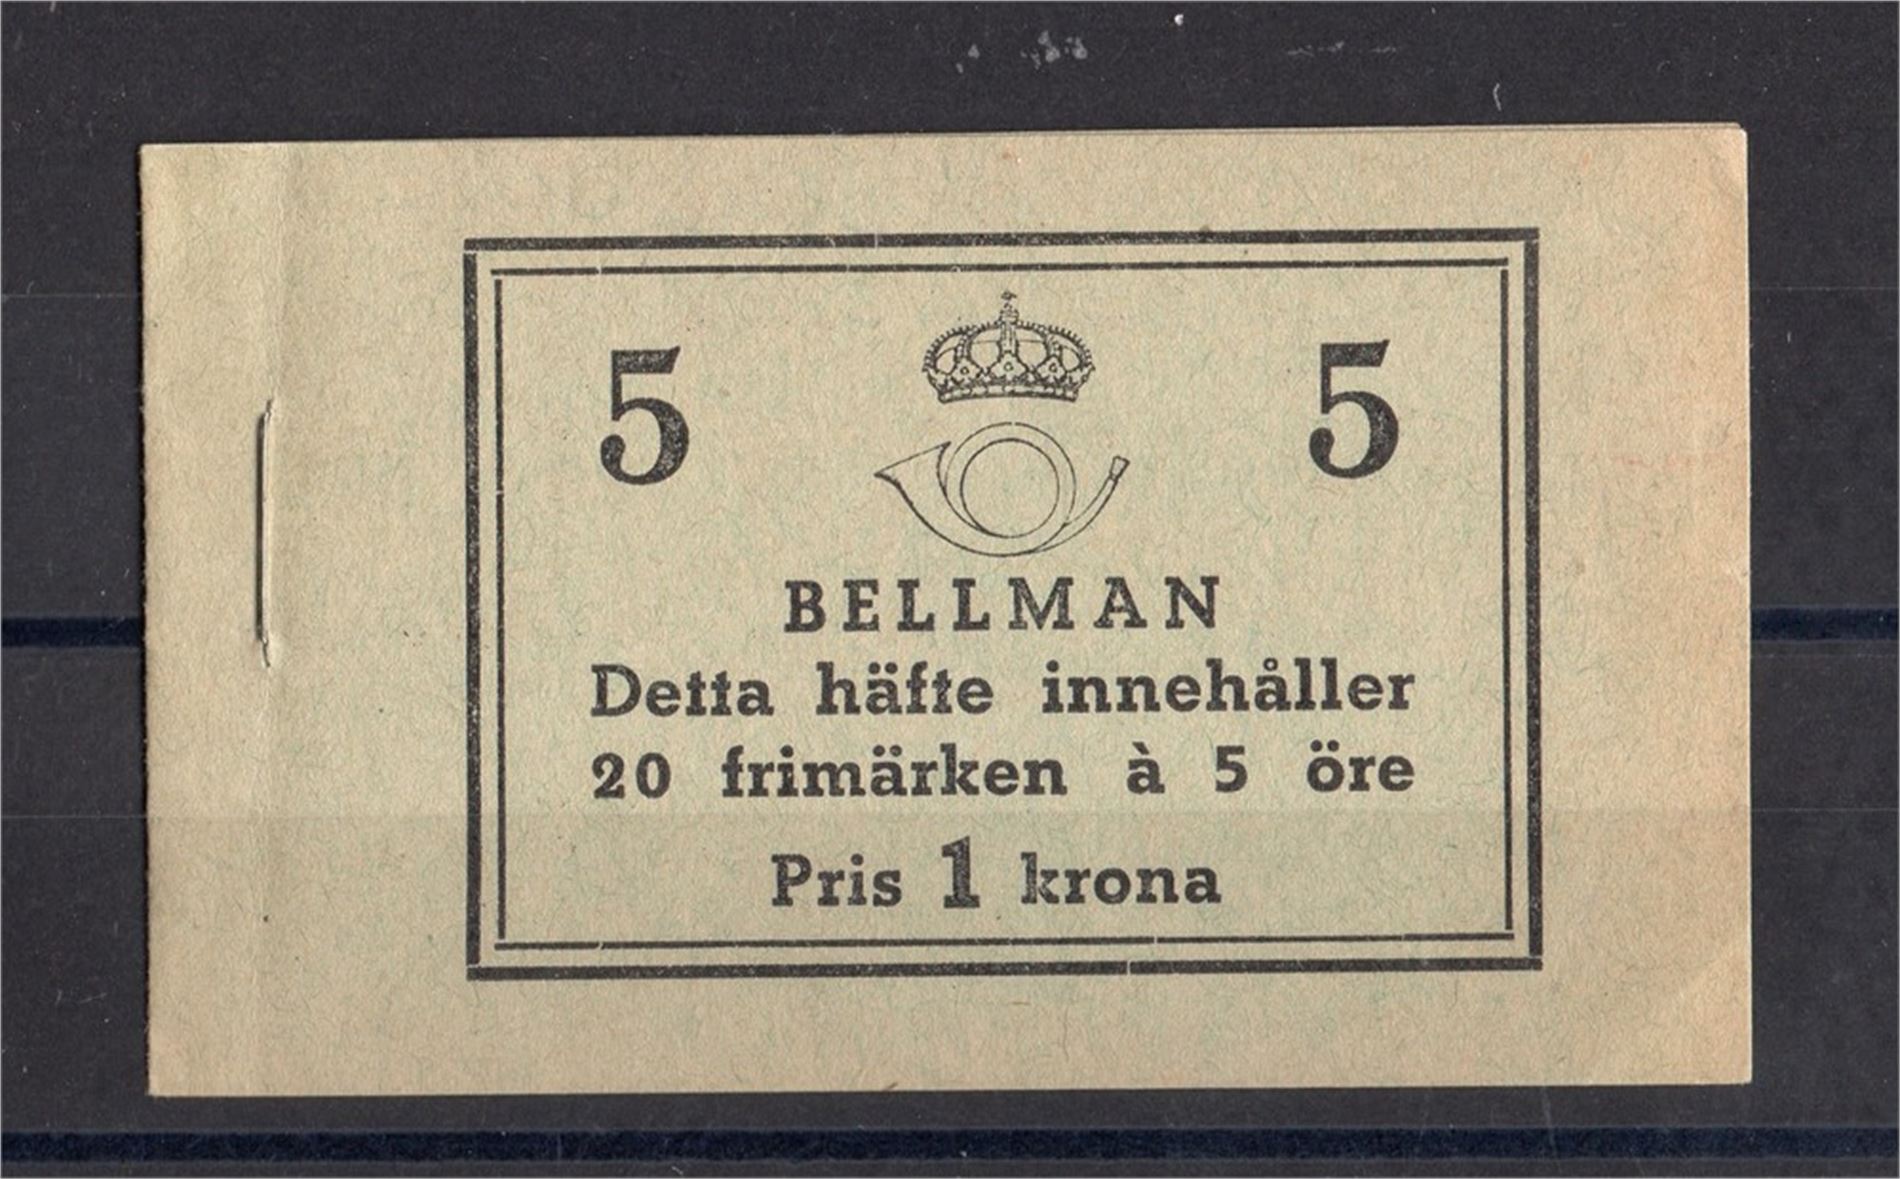 5 5
BELLMAN
Detta häfte innehåller
20 frimärken à 5 öre
Pris 1 krona